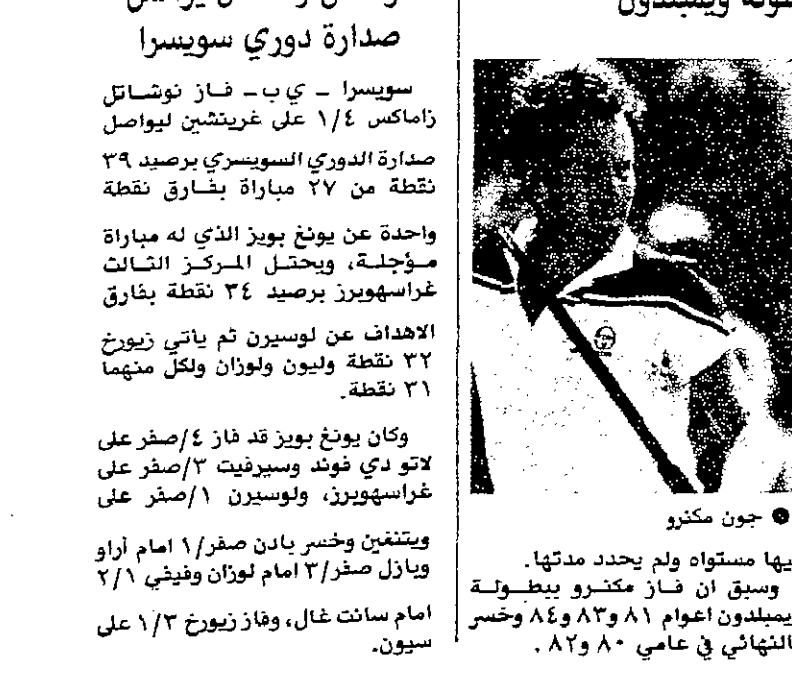 سوله ويمبلدون
● جون مكنرو
يها مستواه ولم يحدد مدتها.
وسبق ان فاز مكنرو ببطولة
يمبلدون اعوام ٨١ و٨٣ و٨٤ وخسر
النهائي في عامي ٨٠ و٨٢ .
صدارة دوري سويسرا
سويسرا - ي ب - فاز نوشاتل
زاماكس ١/٤ على غريتشين ليواصل
صدارة الدوري السويسري برصيد ٣٩
نقطة من ٢٧ مباراة بفارق نقطة
واحدة عن يونغ بويز الذي له مباراة
مؤجلة، ويحتل المركز الثالث
غراسهوبرز برصيد ٣٤ نقطة بفارق
الاهداف عن لوسيرن ثم ياتي زيورخ
٣٢ نقطة وليون ولوزان ولكل منهما
٣١ نقطة.
وكان يونغ بويز قد فاز ٤/صفر على
لاتو دي فوند وسيرفيت ٣/صفر على
غراسهوبرز، ولوسيرن ١/صفر على
ويتنغين وخسر بادن صفر/١ امام آراو
وبازل صفر/٣ امام لوزان وفيفي ٢/١
امام سانت غال، وفاز زيورخ ١/٣ على
سيون.